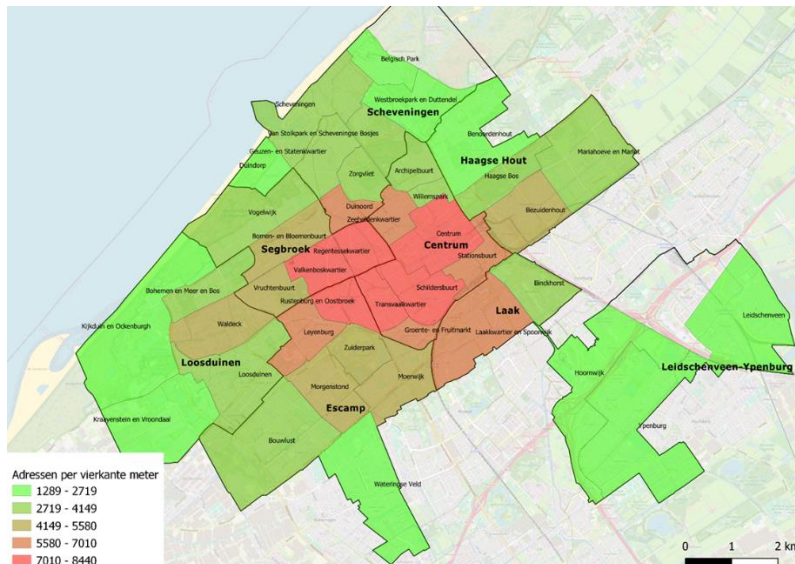 Belgisch Park
Scheveningen
Westbroekpark en Duttendel
Scheveningen
Van Stolkpark en Scheveningse Bosjes
Benoordenhout
Geuzen- en Statenkwartier
Haagse Hout
Mariahoeve en Marlot
Duindorp
Zorgvliet
Archipelbuurt
Haagse Bos
Willemspark
Vogelwijk
Duinoord
Bezuidenhout
Zeeheldenkwartier
Bomen- en Bloemenbuurt
Centrum
Segbroek
Centrum
Regentessekwartier
Stationsbuurt
Valkenboskwartier
Bohemen en Meer en Bos
Vruchtenbuurt
Schildersbuurt
Binckhorst
Rustenburg en Oostbroek
Transvaalkwartier
Laak
Leidschenveen
Kijkduin en Ockenburgh
Waldeck
Leyenburg
Groente- en Fruitmarkt
Laakkwartier en Spoorwijk
Zuiderpark
Loosduinen
Leidschenveen-Ypenburg
Loosduinen
Hoornwijk
Moerwijk
Morgenstond
Escamp
Kraayenstein en Vroondaal
Ypenburg
Bouwlust
Wateringse Veld
Adressen per vierkante meter
1289 - 2719
2719 - 4149
4149 - 5580
5580 - 7010
7010 - 8440
0 1 2 km